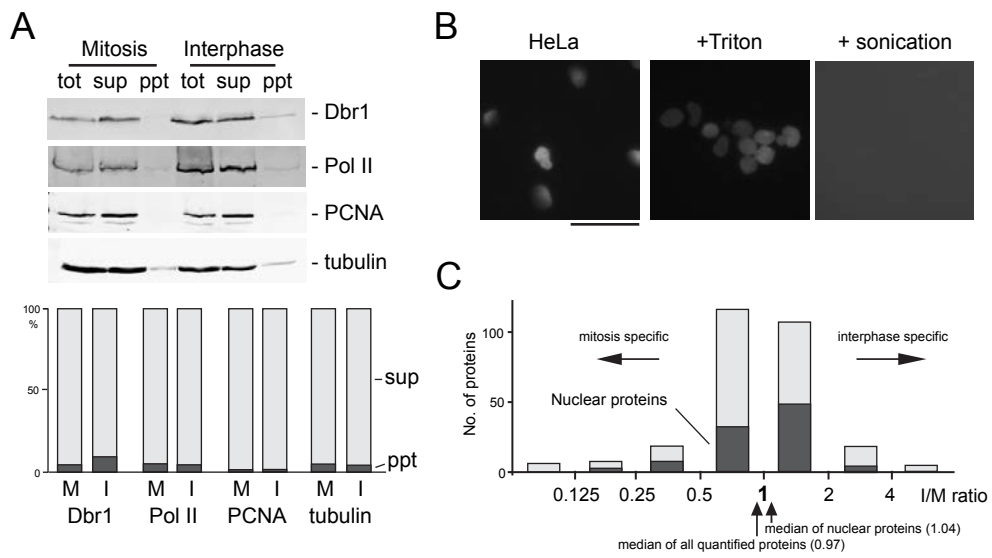 A
Mitosis Interphase
tot sup ppt tot sup ppt
- Dbr1
- Pol II
- PCNA
- tubulin
100
%
50
0
sup
ppt
M I M I M I M I
Dbr1 Pol II PCNA tubulin
B
HeLa +Triton + sonication
C
No. of proteins
100
50
0
mitosis specific
interphase specific
Nuclear proteins
0.125 0.25 0.5 1 2 4 I/M ratio
median of nuclear proteins (1.04)
median of all quantified proteins (0.97)